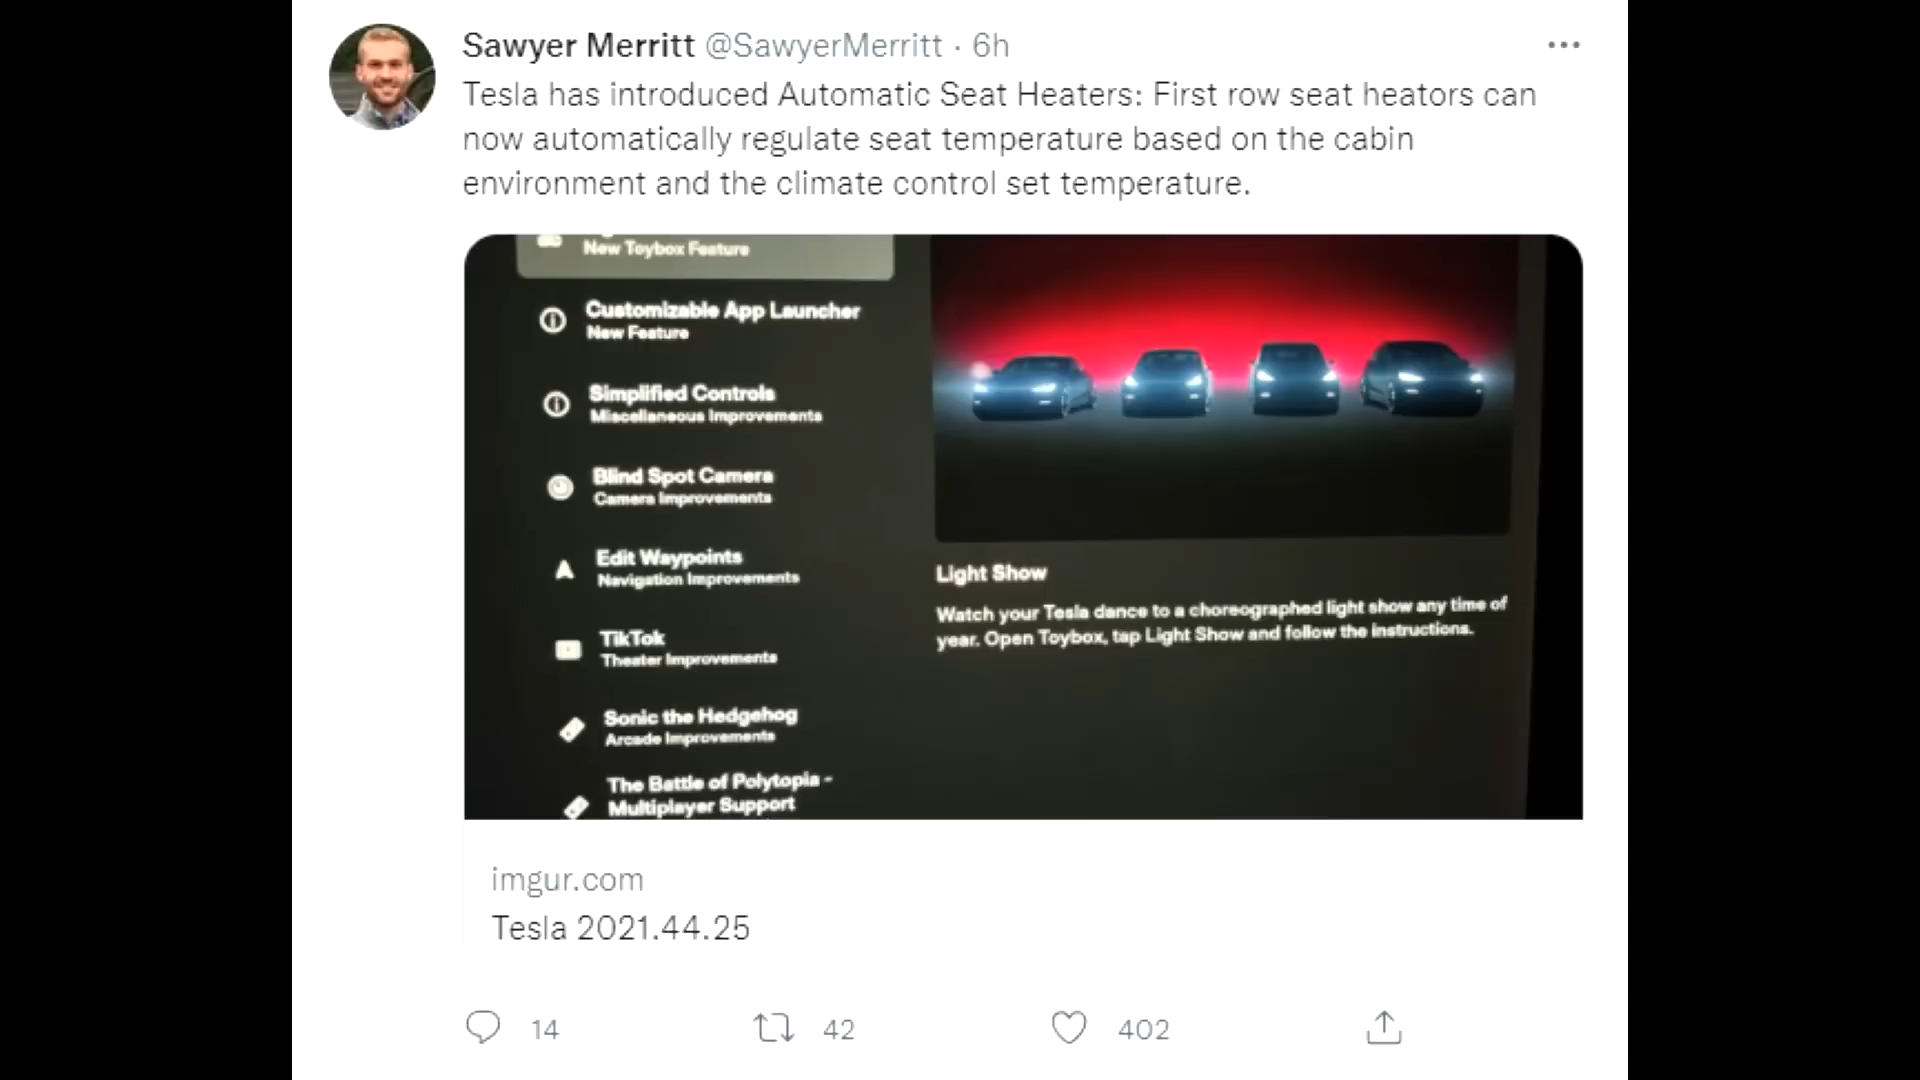 Sawyer Merritt @SawyerMerritt · 6h
Tesla has introduced Automatic Seat Heaters: First row seat heators can
now automatically regulate seat temperature based on the cabin
environment and the climate control set temperature.
New Toybox Feature
Customizable App Launcher
New Feature
Simplified Controls
Miscellaneous Improvements
Blind Spot Camera
Camera Improvements
Edit Waypoints
Navigation Improvements
TikTok
Theater Improvements
Sonic the Hedgehog
Arcade Improvements
The Battle of Polytopia -
Multiplayer Support
Light Show
Watch your Tesla dance to a choreographed light show any time of
year. Open Toybox, tap Light Show and follow the instructions.
imgur.com
Tesla 2021.44.25
14
42
402